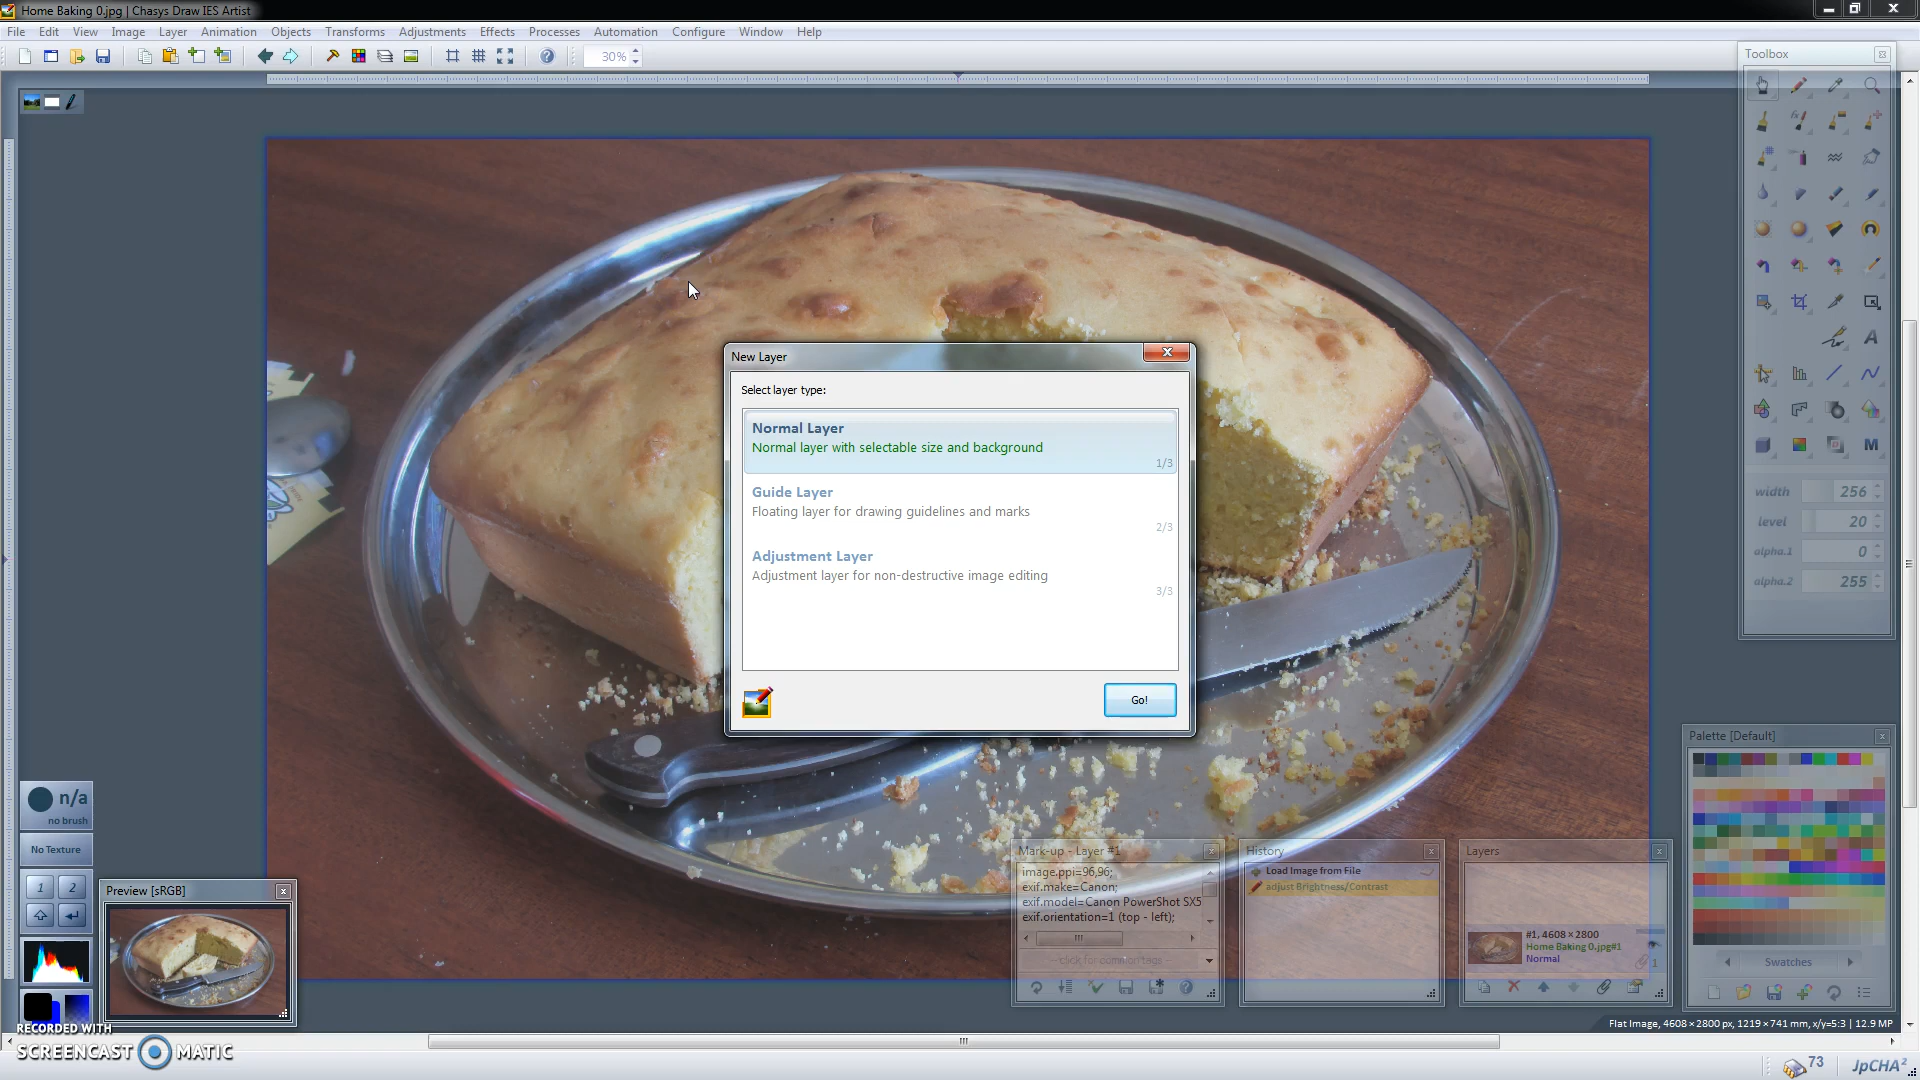 Home Baking 0.jpg | Chasys Draw IES Artist
File Edit View Image Layer Animation Objects Transforms Adjustments Effects Processes Automation Configure Window Help
30%
Toolbox
New Layer
Select layer type:
Normal Layer
Normal layer with selectable size and background
1/3
Guide Layer
Floating layer for drawing guidelines and marks
2/3
Adjustment Layer
Adjustment layer for non-destructive image editing
3/3
Go!
width 256
level 20
alpha.1 0
alpha.2 255
Palette [Default]
Swatches
n/a
no brush
No Texture
1 2
Preview [sRGB]
Mark-up - Layer #1
image.ppi=96,96;
exif.make=Canon;
exif.model=Canon PowerShot SX5
exif.orientation=1 (top - left);
-- click for common tags --
History
Load Image from File
adjust Brightness/Contrast
Layers
#1, 4608 × 2800
Home Baking 0.jpg#1
Normal
1
Flat Image, 4608 × 2800 px, 1219 × 741 mm, x/y=5:3 | 12.9 MP
RECORDED WITH
SCREENCAST MATIC
73
JpCHA²